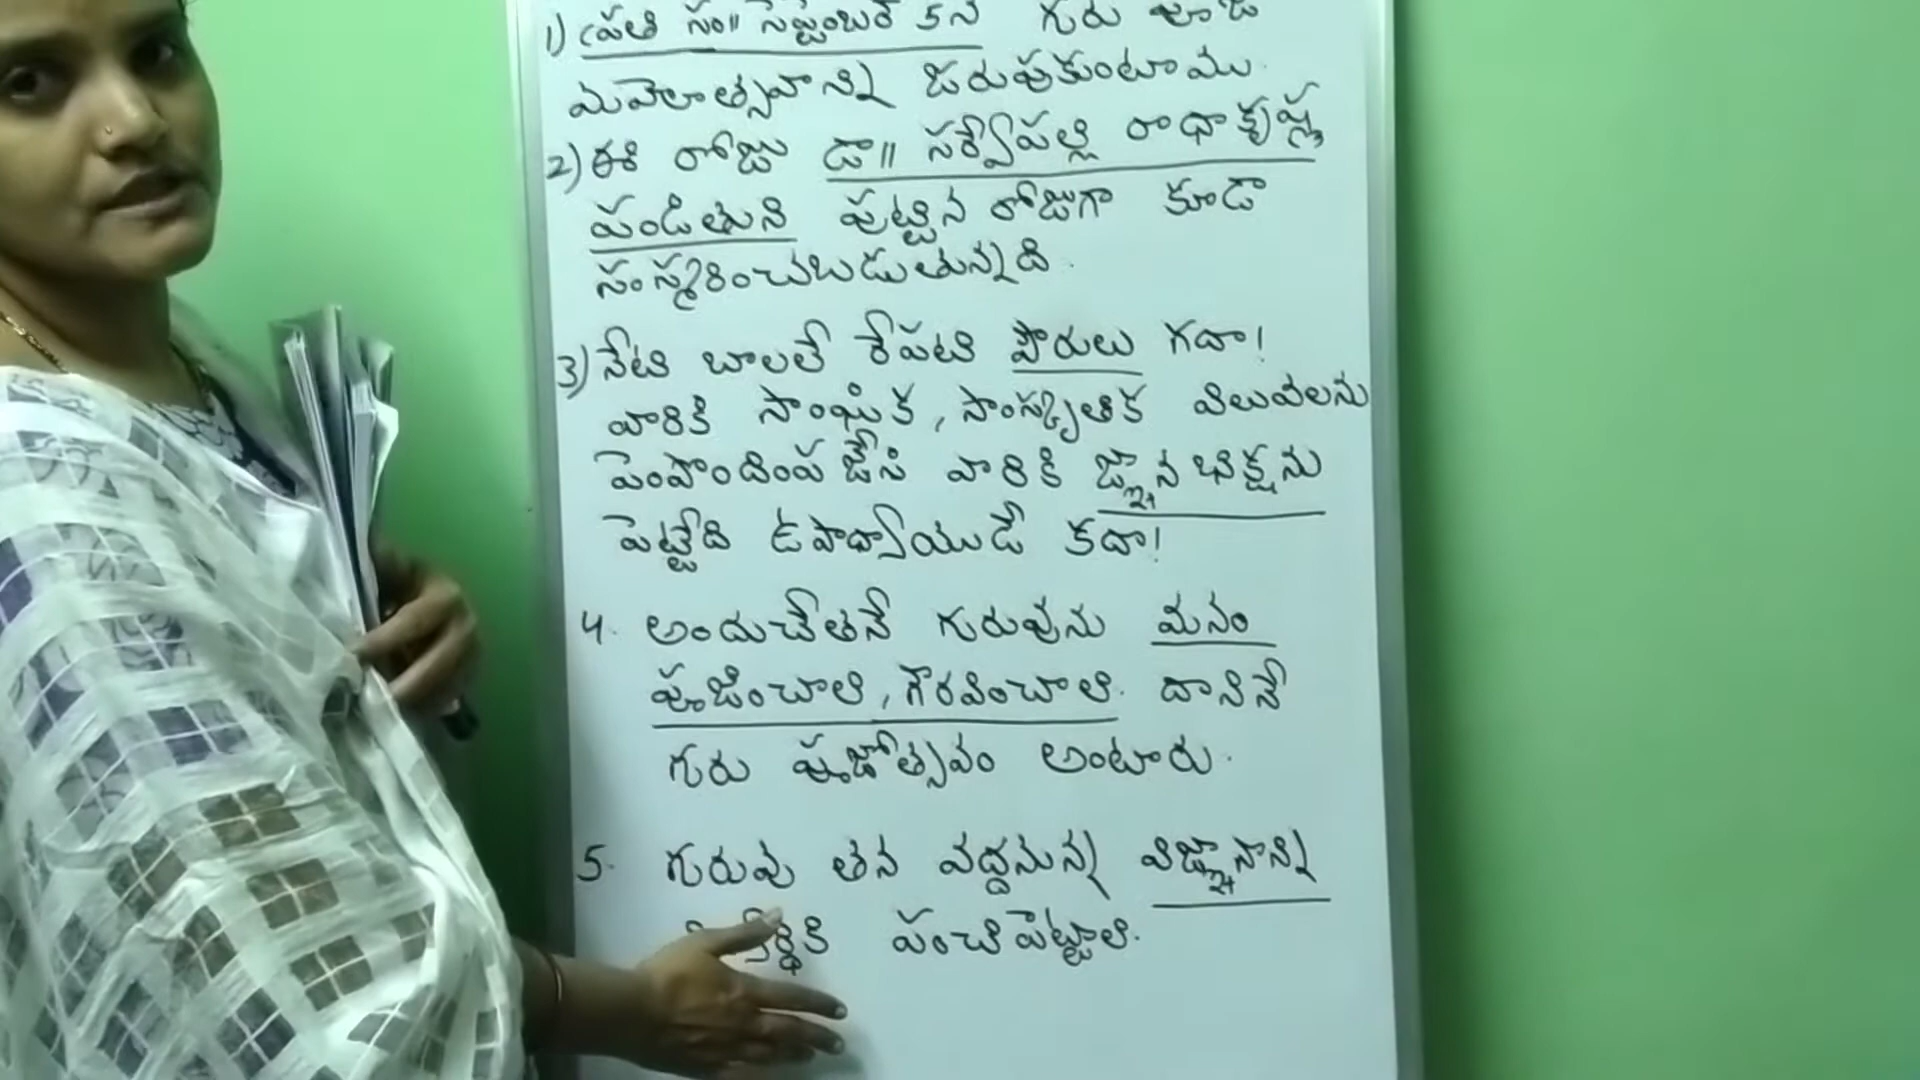 1) ప్రతి సం॥ సెప్టెంబర్ 5న గురు పూజ
మహోత్సవాన్ని జరుపుకుంటాము.
2) ఈ రోజు డా॥ సర్వేపల్లి రాధాకృష్ణ
పండితుని పుట్టిన రోజుగా కూడా
సంస్మరించబడుతున్నది.
3) నేటి బాలలే రేపటి పౌరులు గదా!
వారికి సాంఘిక, సాంస్కృతిక విలువలను
పెంపొందింపజేసి వారికి జ్ఞాన భిక్షను
పెట్టేది ఉపాధ్యాయుడే కదా!
4. అందుచేతనే గురువును మనం
పూజించాలి, గౌరవించాలి. దానినే
గురు పూజోత్సవం అంటారు.
5. గురువు తన వద్దనున్న విజ్ఞానాన్ని
పంచిపెట్టాలి.